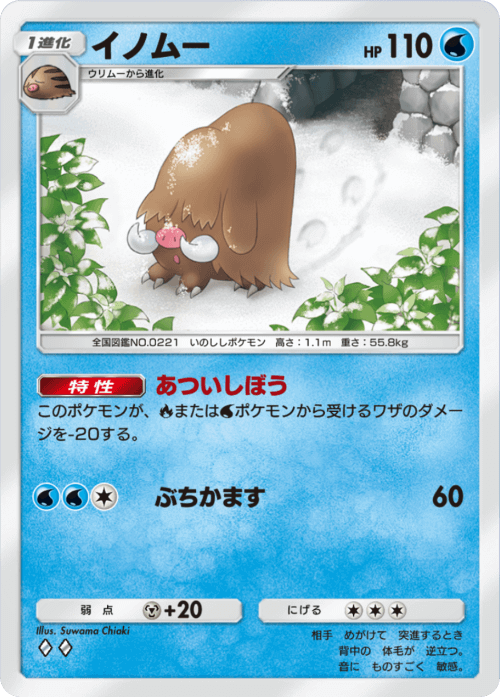 1進化 イノムー HP 110
ウリムーから進化
全国図鑑NO.0221 いのししポケモン 高さ:1.1m 重さ:55.8kg
特性 あついしぼう
このポケモンが、またはポケモンから受けるワザのダメー
ジを-20する。
ぶちかます 60
弱点 +20 にげる
Illus. Suwama Chiaki
相手 めがけて 突進するとき
背中の 体毛が 逆立つ。
音に ものすごく 敏感。